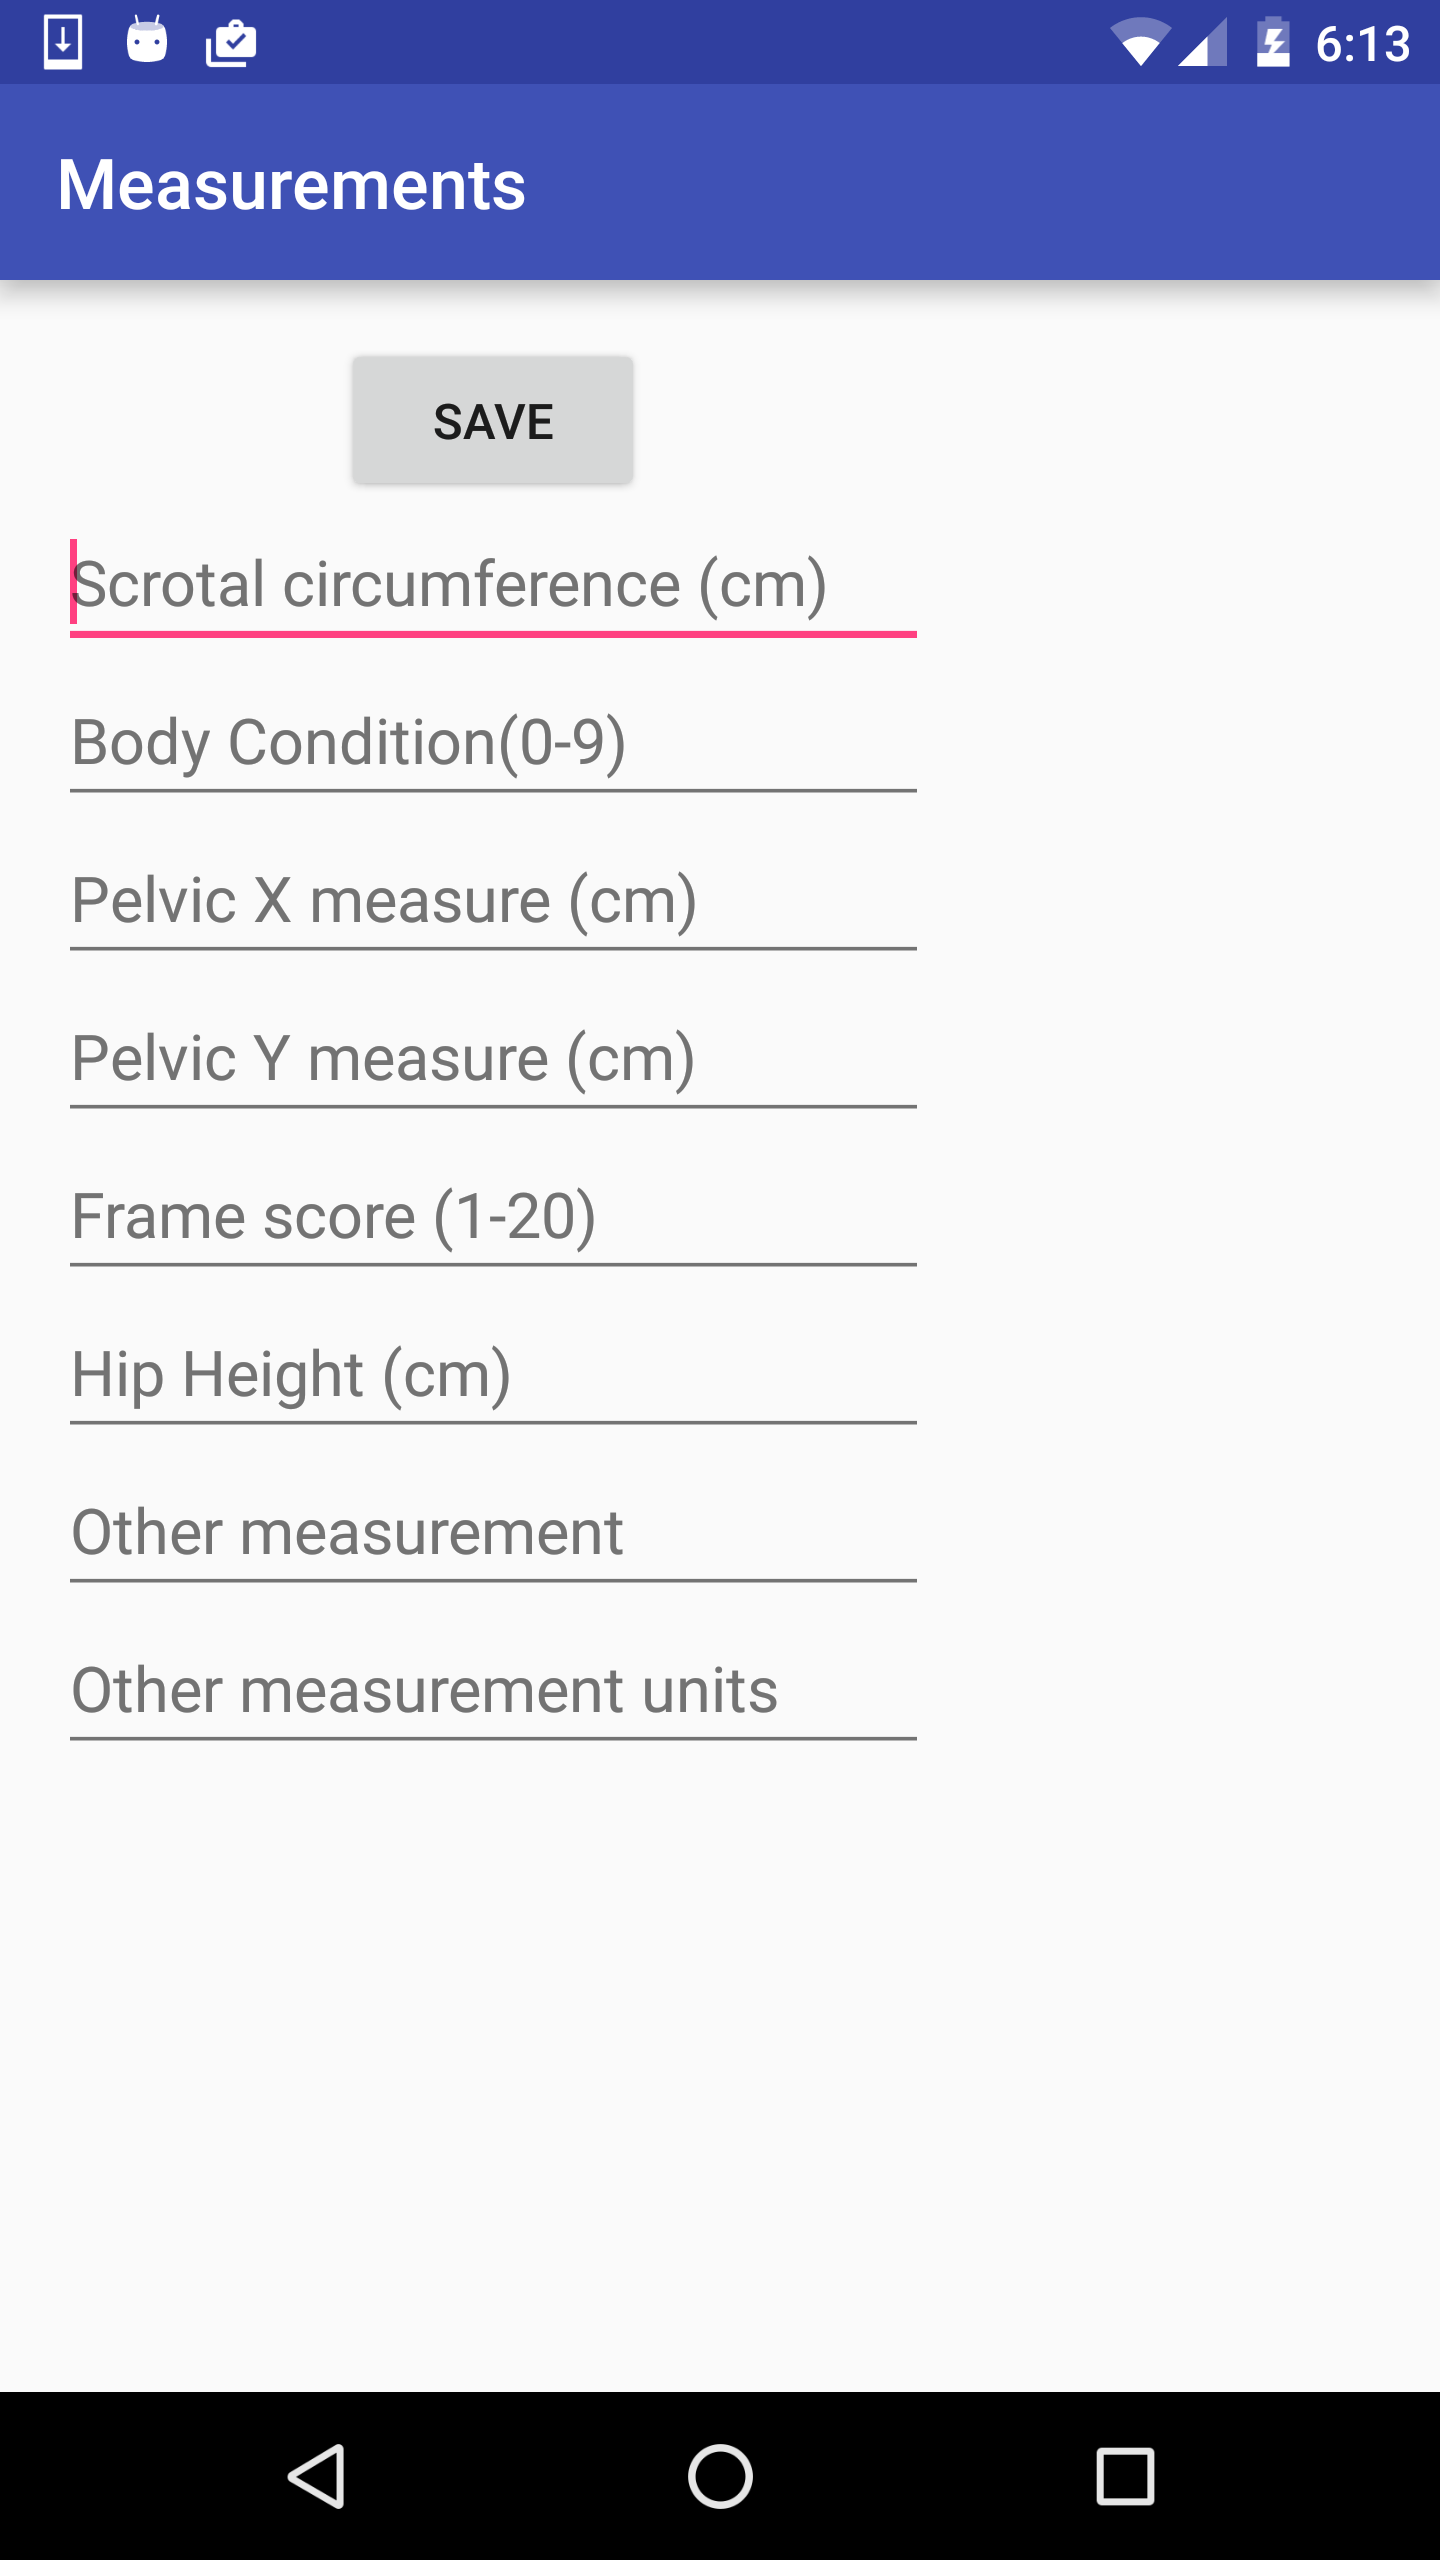 6:13
Measurements
SAVE
Scrotal circumference (cm)
Body Condition(0-9)
Pelvic X measure (cm)
Pelvic Y measure (cm)
Frame score (1-20)
Hip Height (cm)
Other measurement
Other measurement units